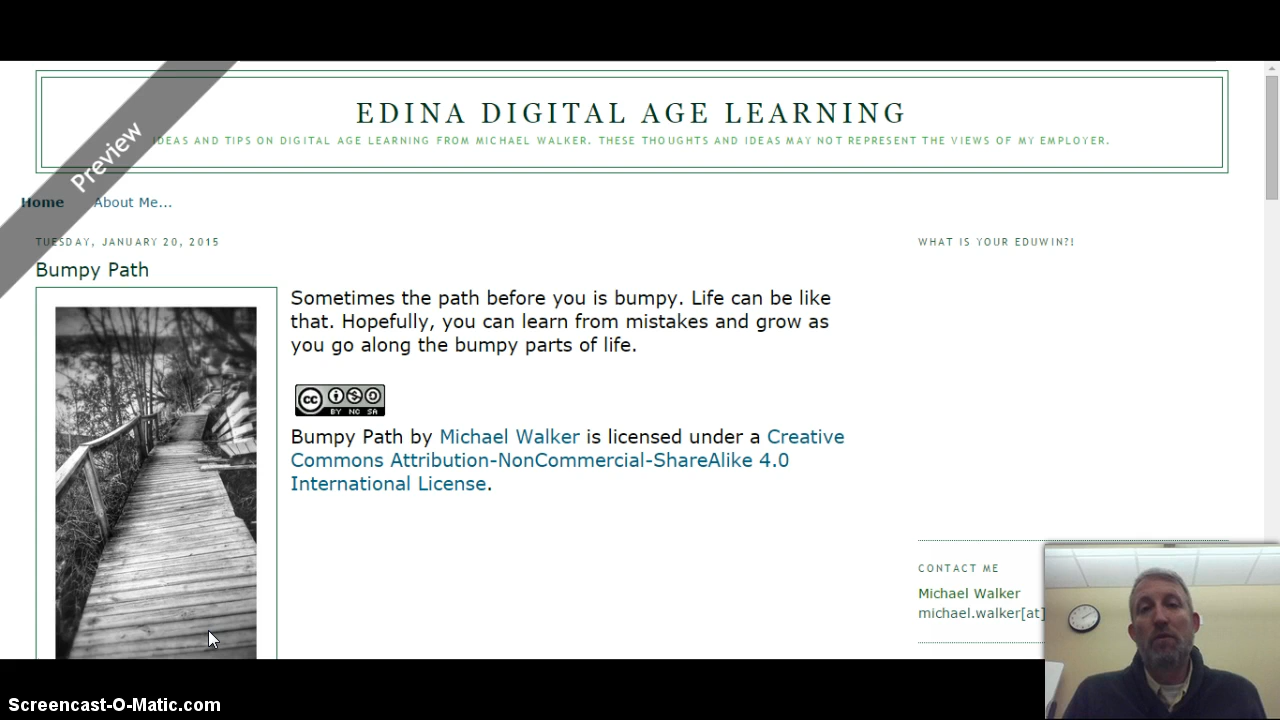 EDINA DIGITAL AGE LEARNING
IDEAS AND TIPS ON DIGITAL AGE LEARNING FROM MICHAEL WALKER. THESE THOUGHTS AND IDEAS MAY NOT REPRESENT THE VIEWS OF MY EMPLOYER.
Preview
Home About Me...
TUESDAY, JANUARY 20, 2015
WHAT IS YOUR EDUWIN?!
Bumpy Path
Sometimes the path before you is bumpy. Life can be like
that. Hopefully, you can learn from mistakes and grow as
you go along the bumpy parts of life.
cc
BY NC SA
Bumpy Path by Michael Walker is licensed under a Creative
Commons Attribution-NonCommercial-ShareAlike 4.0
International License.
CONTACT ME
Michael Walker
michael.walker[at]
Screencast-O-Matic.com